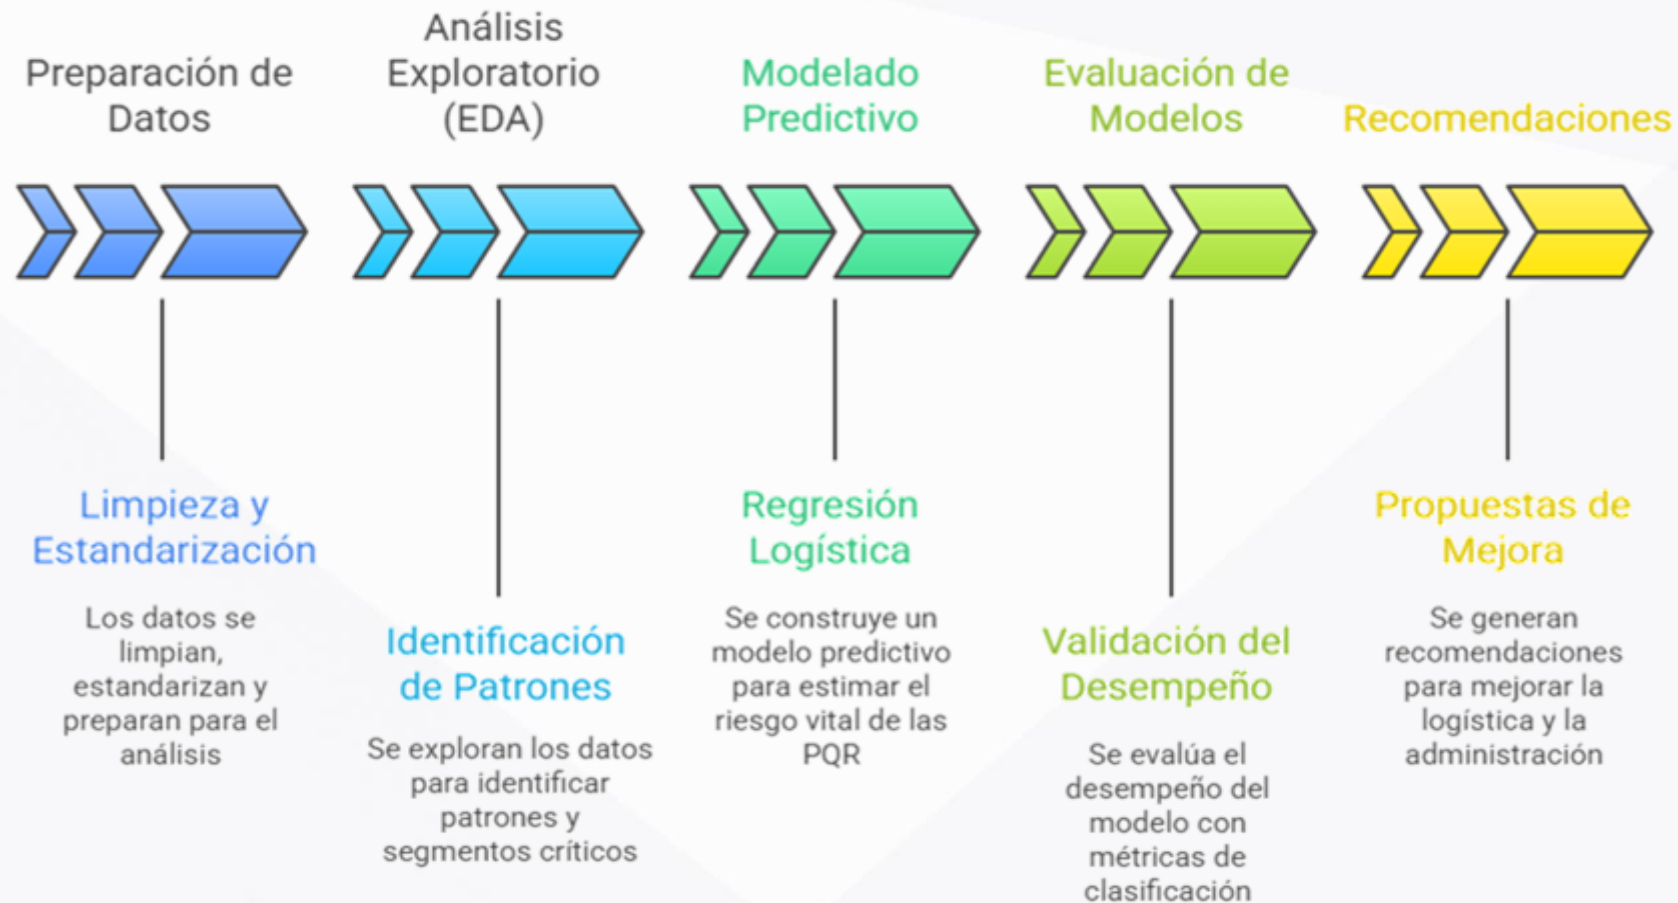 Preparación de
Datos
Análisis
Exploratorio
(EDA)
Modelado
Predictivo
Evaluación de
Modelos
Recomendaciones
Limpieza y
Estandarización
Los datos se
limpian,
estandarizan y
preparan para el
análisis
Identificación
de Patrones
Se exploran los datos
para identificar
patrones y
segmentos críticos
Regresión
Logística
Se construye un
modelo predictivo
para estimar el
riesgo vital de las
PQR
Validación del
Desempeño
Se evalúa el
desempeño del
modelo con
métricas de
clasificación
Propuestas de
Mejora
Se generan
recomendaciones
para mejorar la
logística y la
administración